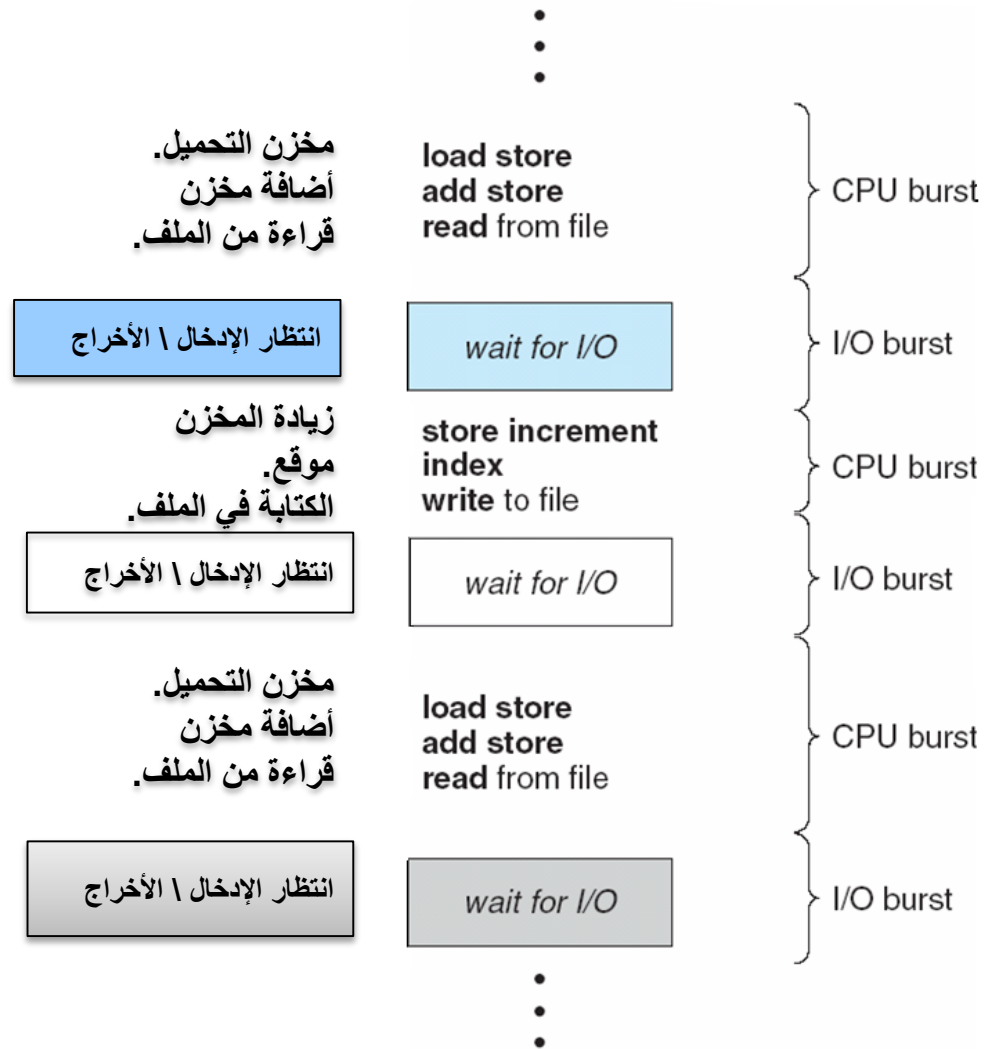 مخزن التحميل.
أضافة مخزن
قراءة من الملف.
load store
add store
read from file
CPU burst
انتظار الإدخال \ الأخراج
wait for I/O
I/O burst
زيادة المخزن
موقع.
الكتابة في الملف.
store increment
index
write to file
CPU burst
انتظار الإدخال \ الأخراج
wait for I/O
I/O burst
مخزن التحميل.
أضافة مخزن
قراءة من الملف.
load store
add store
read from file
CPU burst
انتظار الإدخال \ الأخراج
wait for I/O
I/O burst